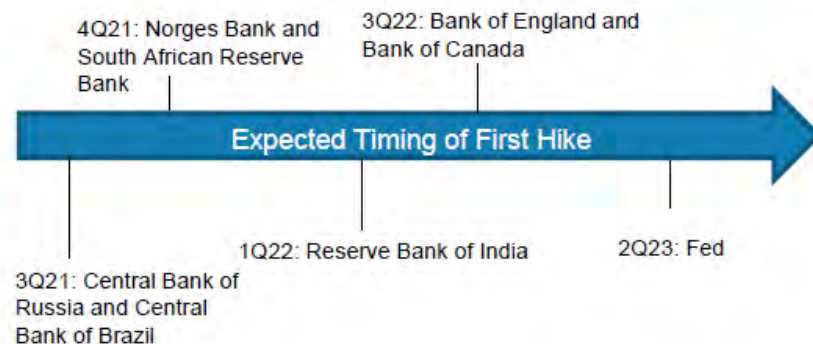 4Q21: Norges Bank and
South African Reserve
Bank
3Q22: Bank of England and
Bank of Canada
Expected Timing of First Hike
3Q21: Central Bank of
Russia and Central
Bank of Brazil
1Q22: Reserve Bank of India
2Q23: Fed